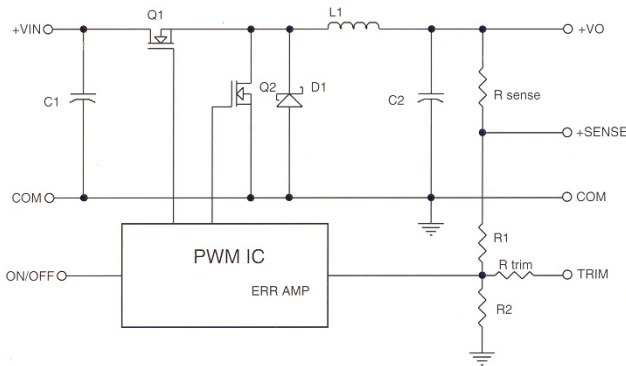 Q1
L1
+VIN
+VO
C1
Q2
D1
C2
R sense
+SENSE
COM
COM
PWM IC
R1
R trim
ON/OFF
TRIM
ERR AMP
R2